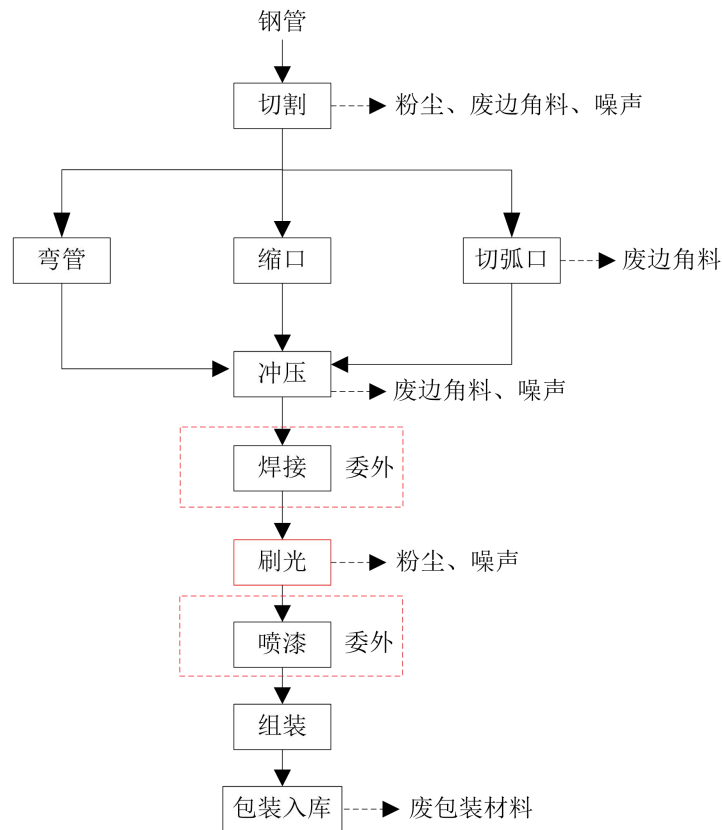 钢管
切割
粉尘、废边角料、噪声
弯管
缩口
切弧口
废边角料
冲压
废边角料、噪声
焊接
委外
刷光
粉尘、噪声
喷漆
委外
组装
包装入库
废包装材料